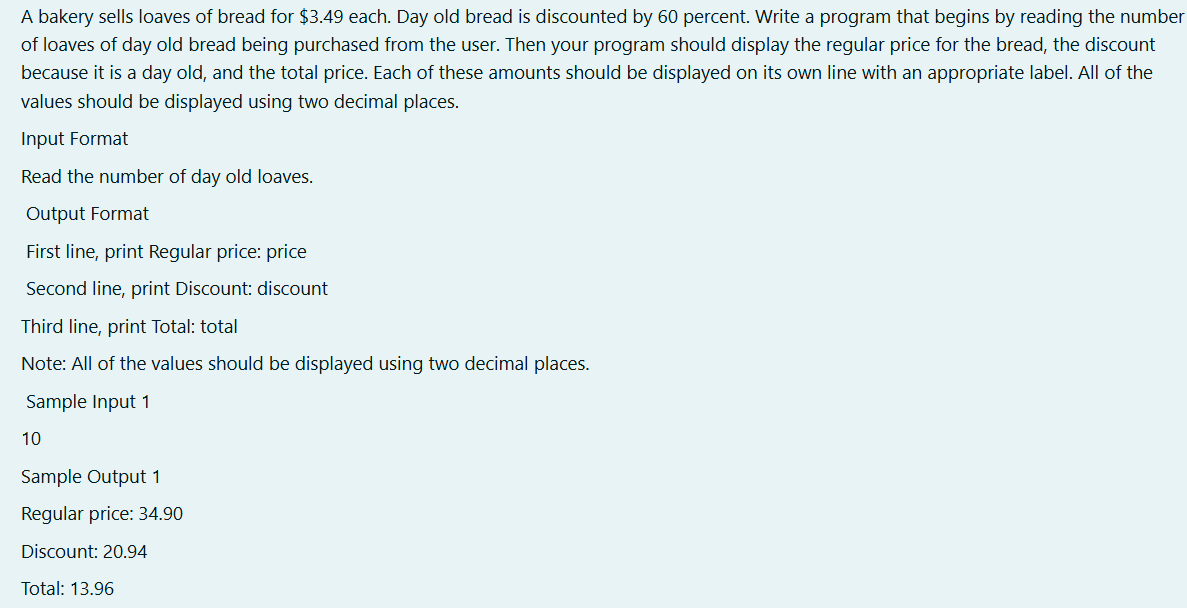 A bakery sells loaves of bread for $3.49 each. Day old bread is discounted by 60 percent. Write a program that begins by reading the number
of loaves of day old bread being purchased from the user. Then your program should display the regular price for the bread, the discount
because it is a day old, and the total price. Each of these amounts should be displayed on its own line with an appropriate label. All of the
values should be displayed using two decimal places.
Input Format
Read the number of day old loaves.
Output Format
First line, print Regular price: price
Second line, print Discount: discount
Third line, print Total: total
Note: All of the values should be displayed using two decimal places.
Sample Input 1
10
Sample Output 1
Regular price: 34.90
Discount: 20.94
Total: 13.96